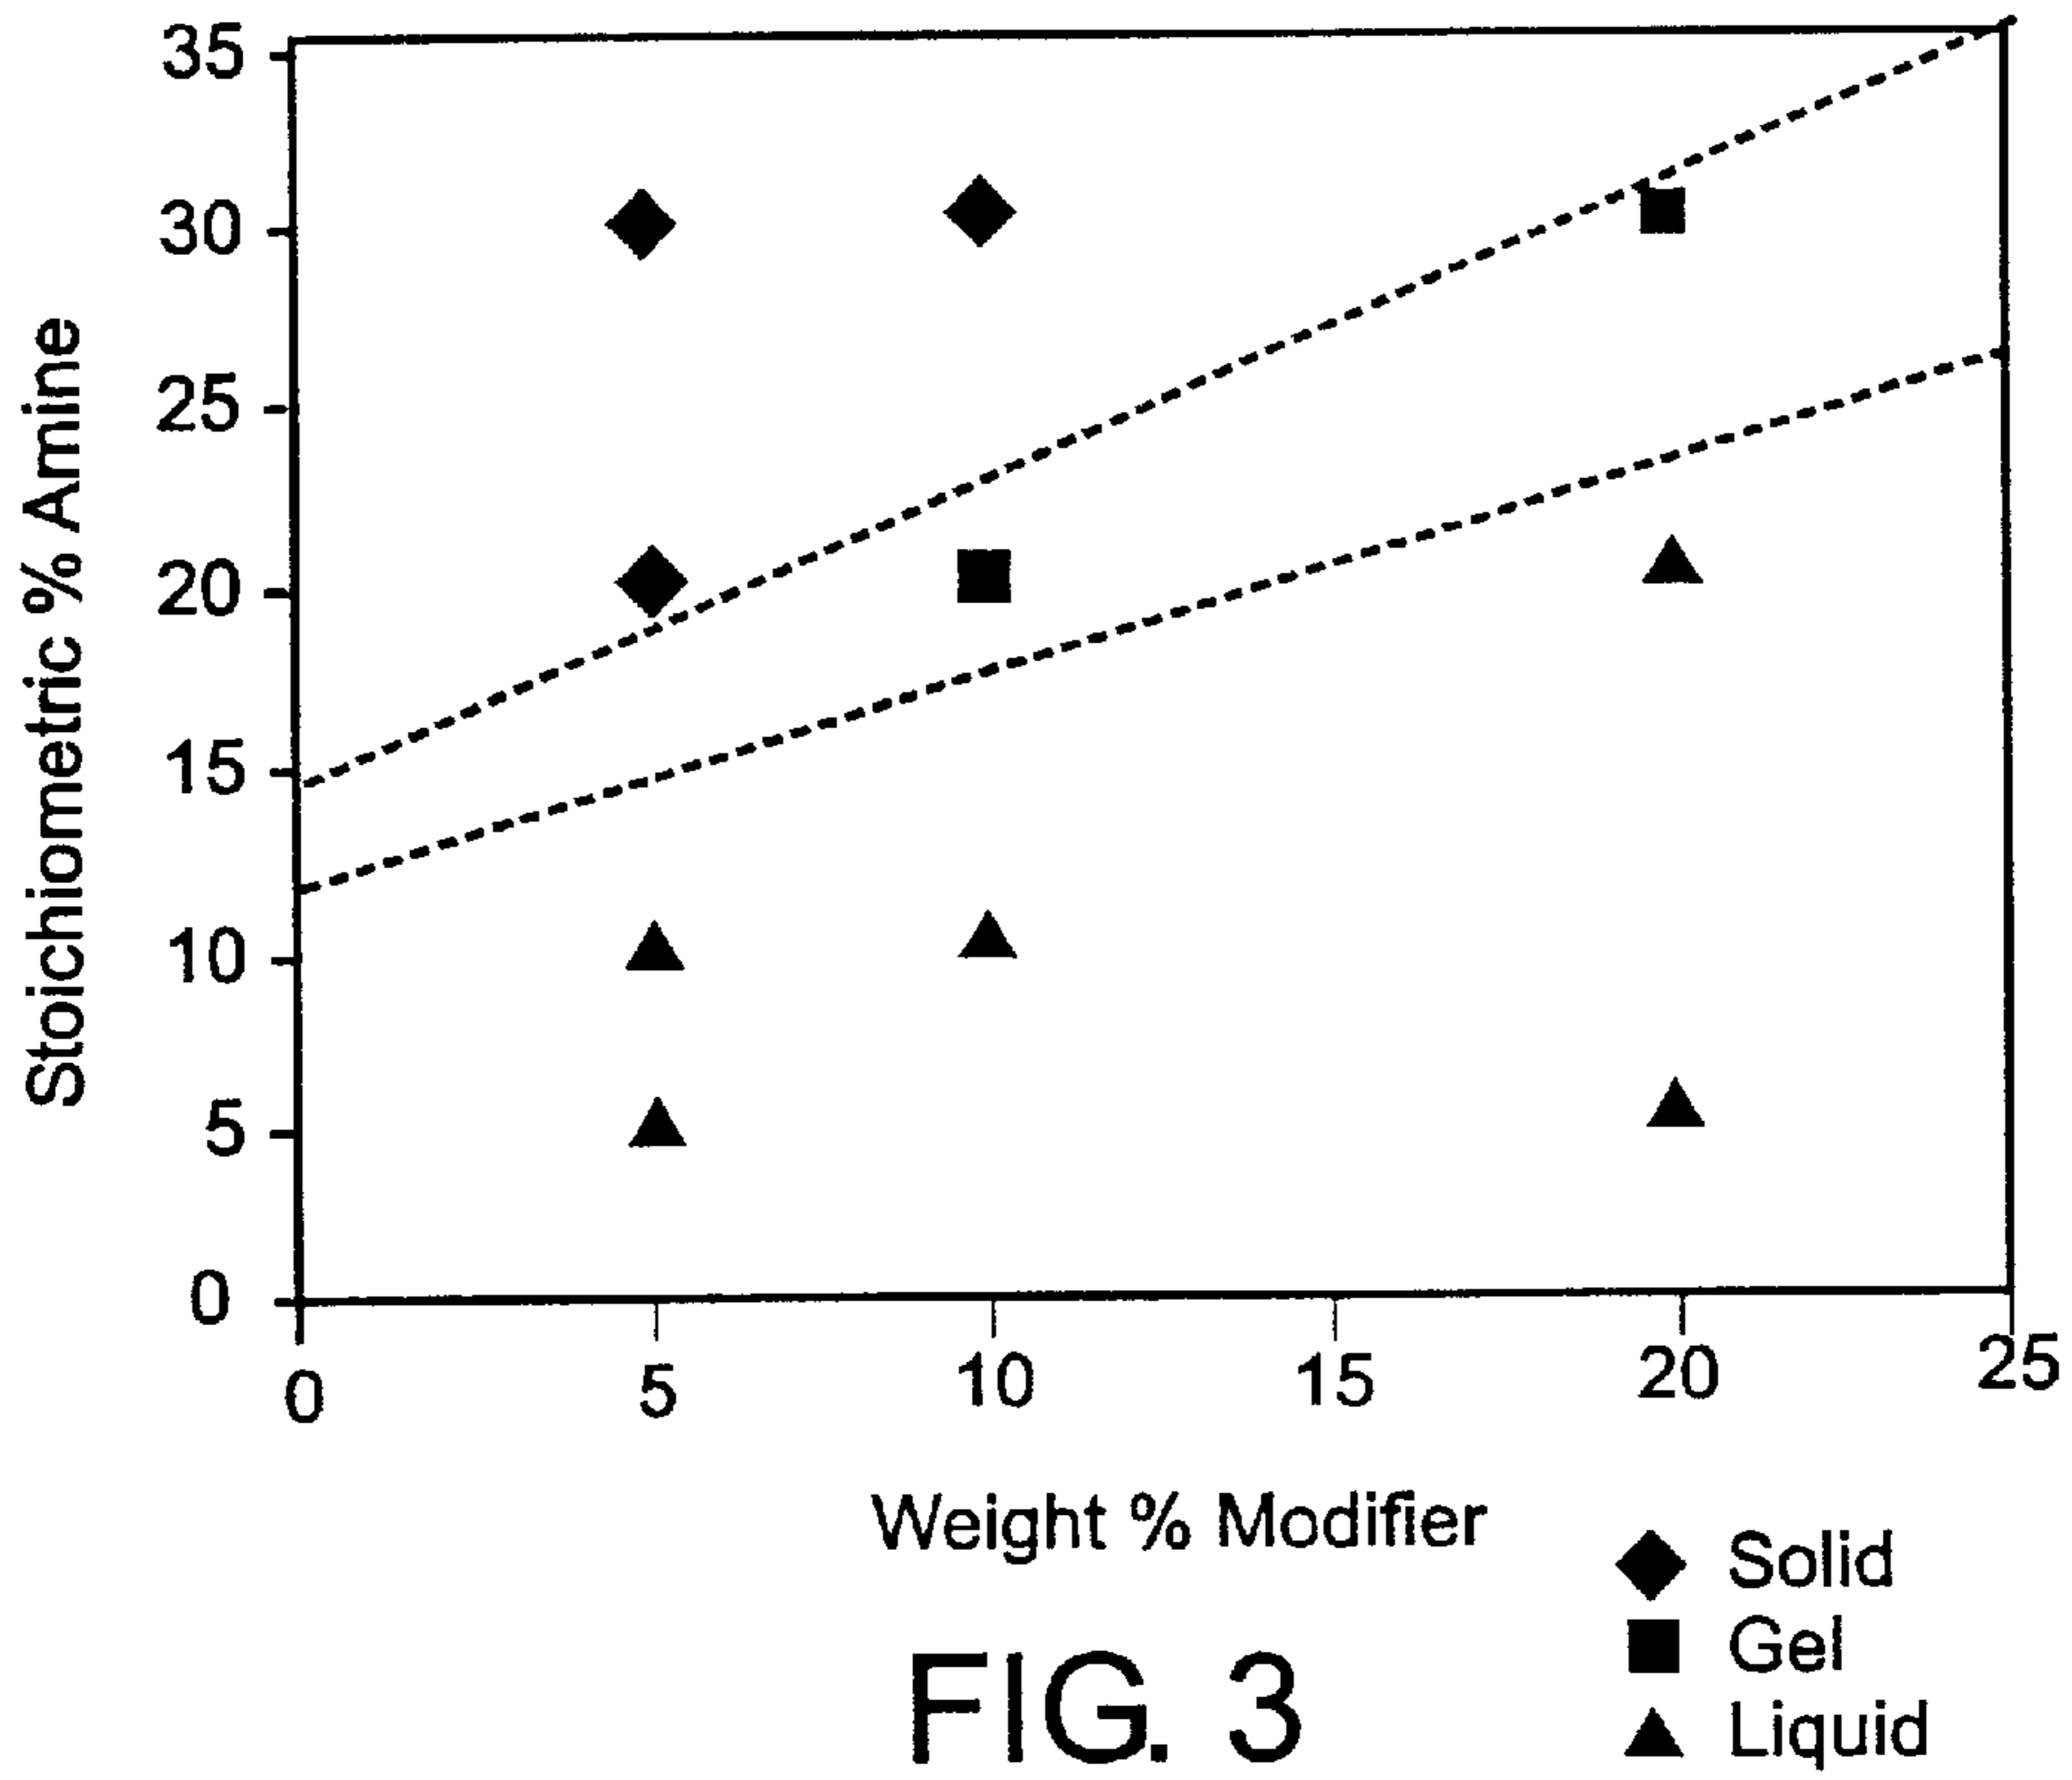 35
30
25
20
15
10
5
0
Stoichiometric % Amine
0 5 10 15 20 25
Weight % Modifier
Solid
Gel
Liquid
FIG. 3